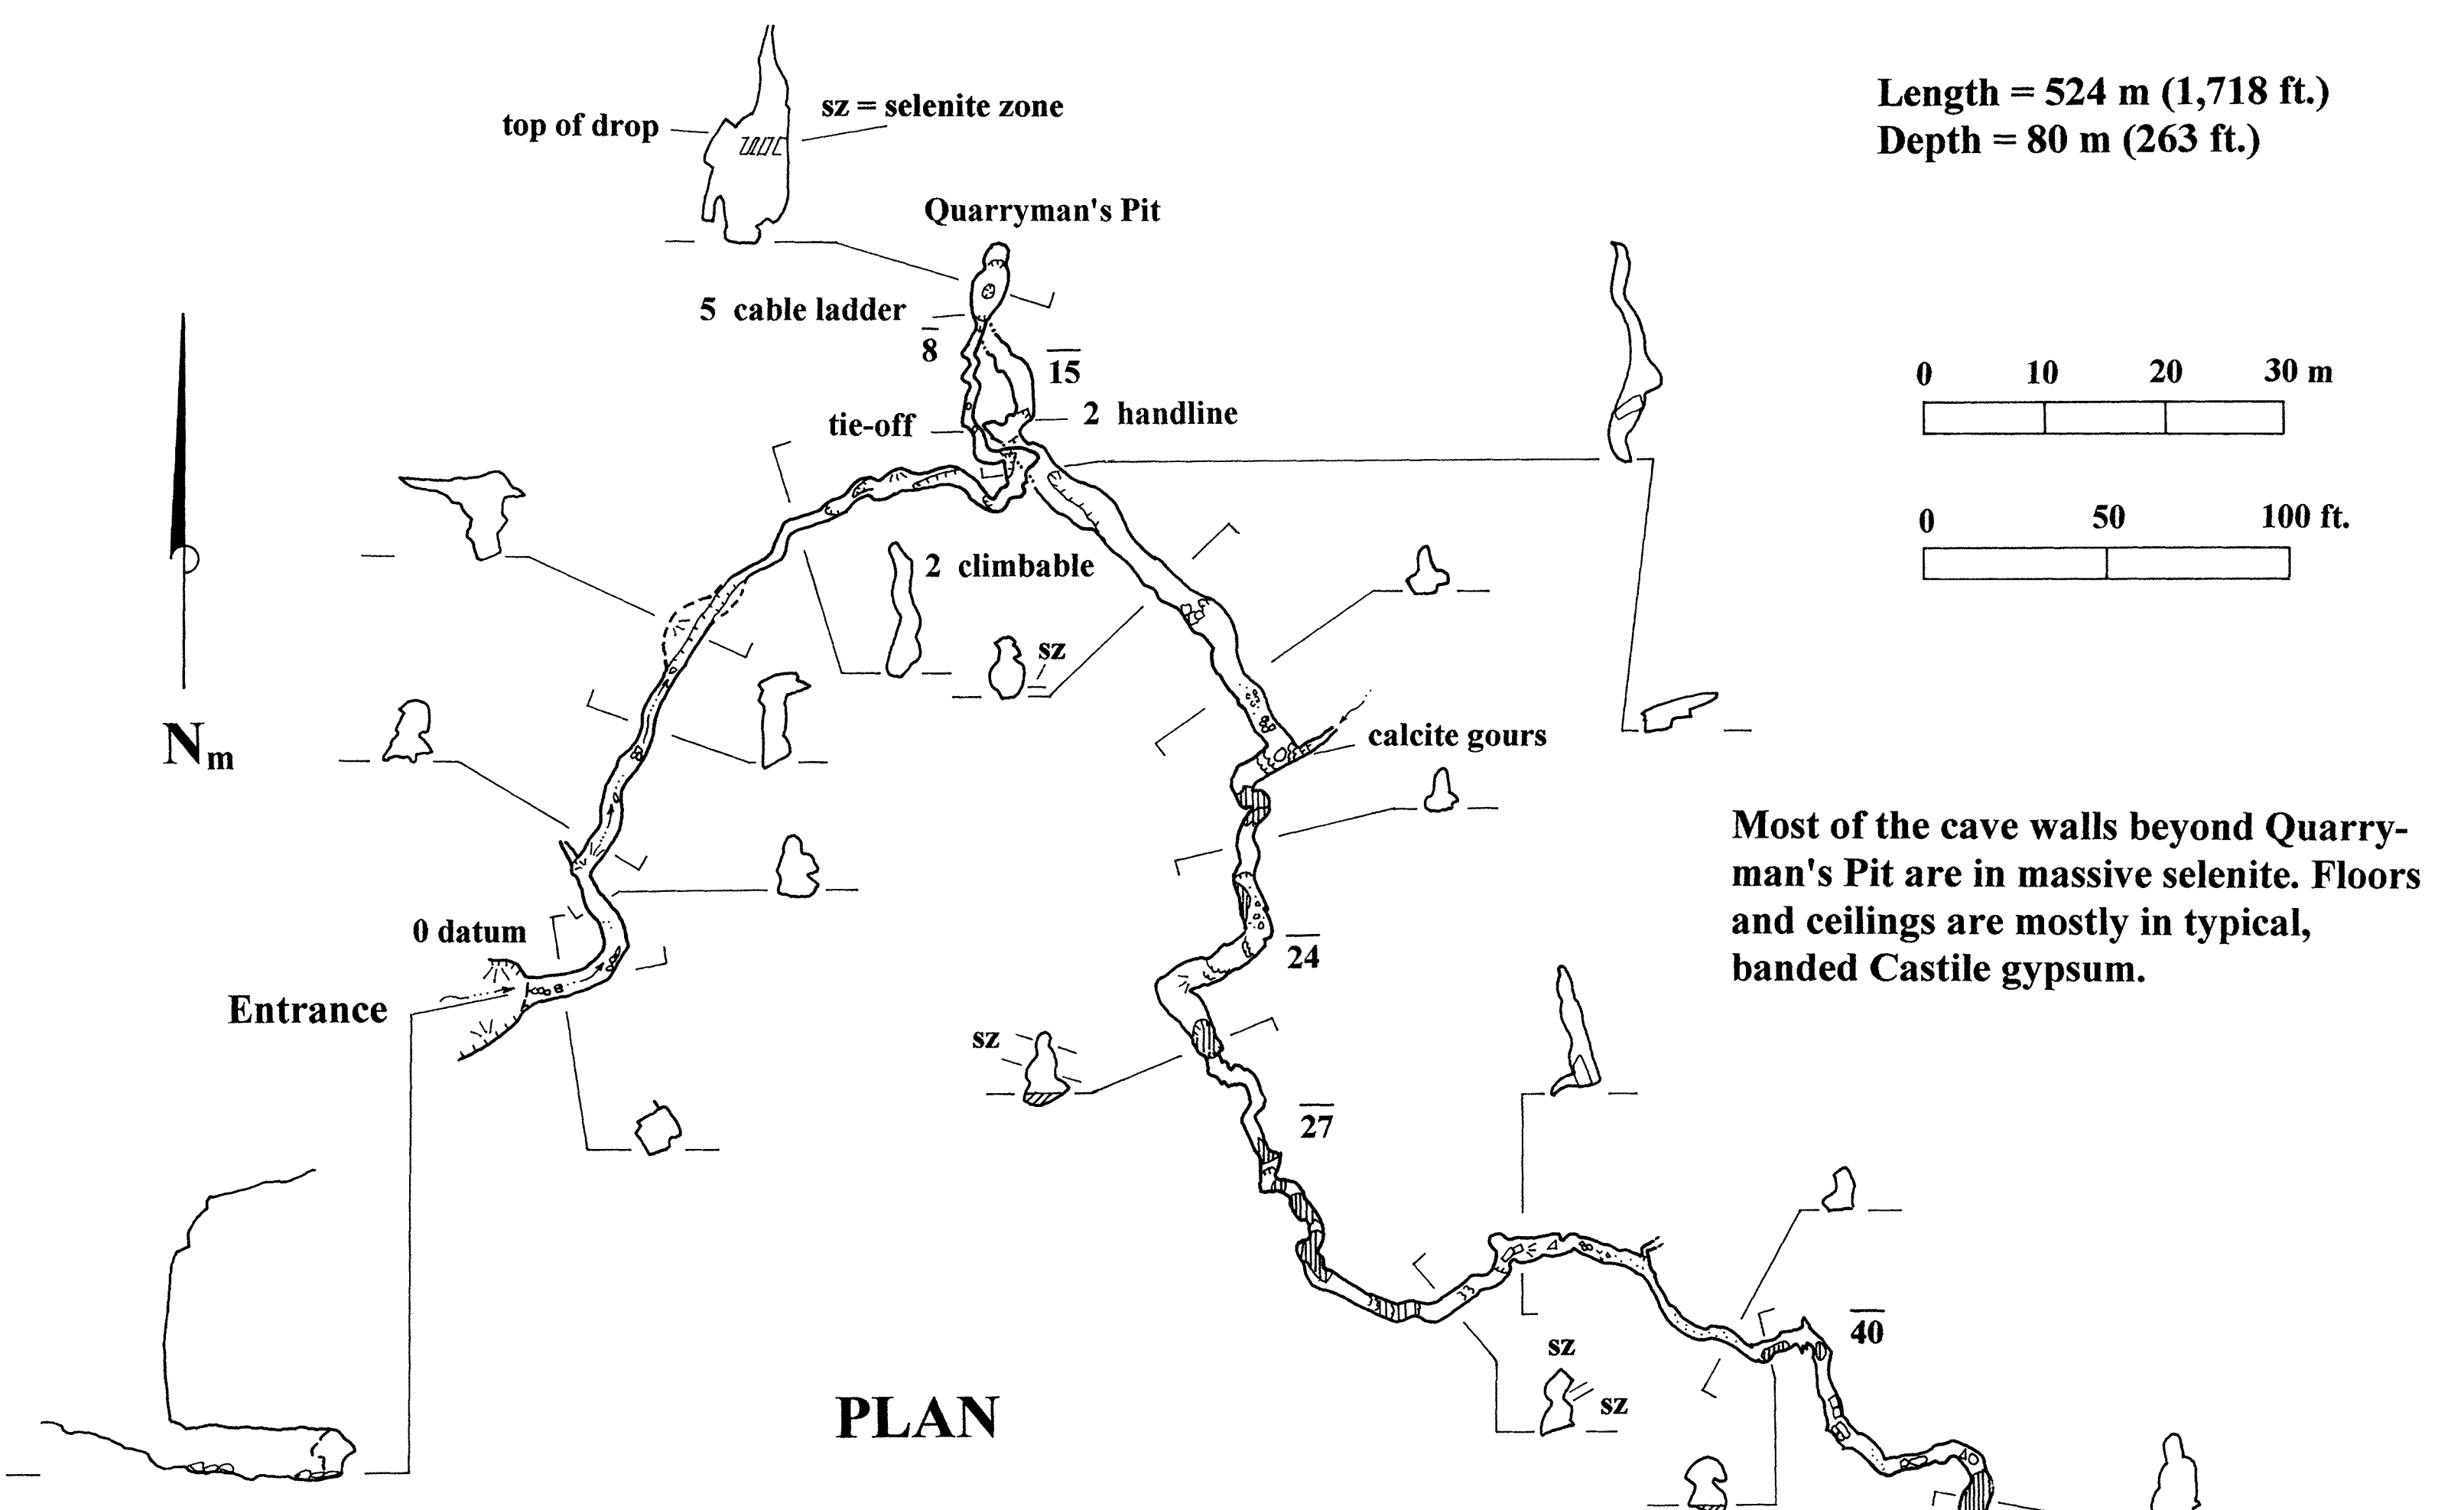 Length = 524 m (1,718 ft.)
Depth = 80 m (263 ft.)
top of drop
sz = selenite zone
Quarryman's Pit
5 cable ladder
8
15
tie-off
2 handline
0 10 20 30 m
0 50 100 ft.
2 climbable
sz
Nm
calcite gours
Most of the cave walls beyond Quarry-
man's Pit are in massive selenite. Floors
and ceilings are mostly in typical,
banded Castile gypsum.
0 datum
Entrance
24
sz
27
40
sz
sz
PLAN